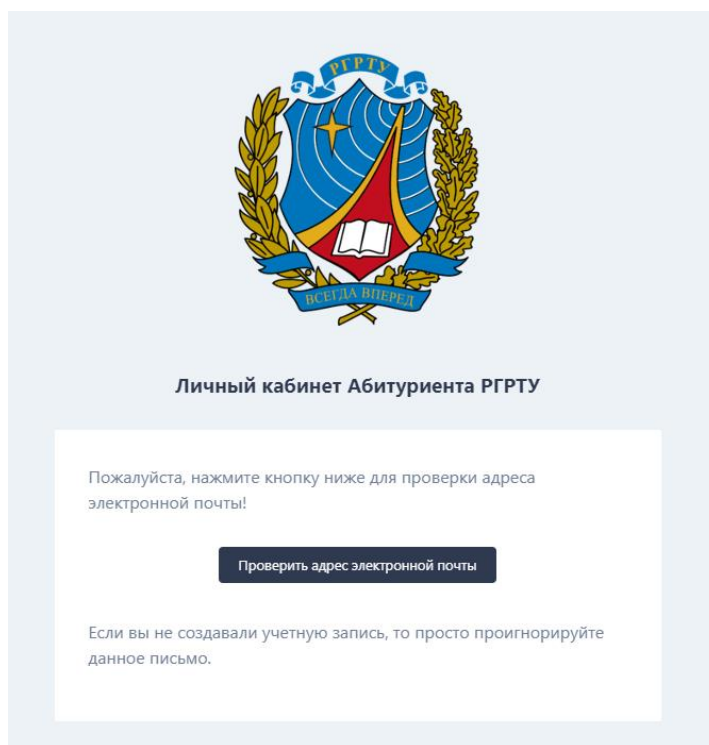 РГРТУ
ВСЕГДА ВПЕРЕД
Личный кабинет Абитуриента РГРТУ
Пожалуйста, нажмите кнопку ниже для проверки адреса
электронной почты!
Проверить адрес электронной почты
Если вы не создавали учетную запись, то просто проигнорируйте
данное письмо.